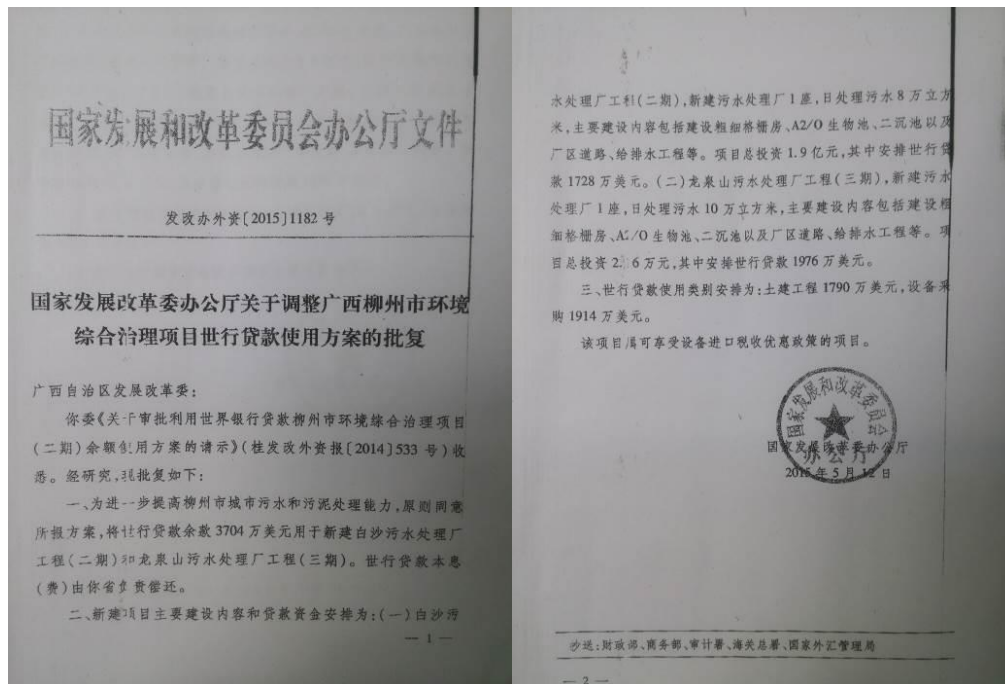 国家发展和改革委员会办公厅文件
发改办外资〔2015〕1182号
国家发展改革委办公厅关于调整广西柳州市环境
综合治理项目世行贷款使用方案的批复
广西自治区发展改革委：
你委《关于审批利用世界银行贷款柳州市环境综合治理项目
(二期)余额使用方案的请示》(桂发改外资报〔2014〕533号)收
悉。经研究,现批复如下：
一、为进一步提高柳州市城市污水和污泥处理能力,原则同意
所报方案,将世行贷款余款3704万美元用于新建白沙污水处理厂
工程(二期)和龙泉山污水处理厂工程(三期)。世行贷款本息
(费)由你省负责偿还。
二、新建项目主要建设内容和贷款资金安排为:(一)白沙污
— 1 —
水处理厂工程(二期),新建污水处理厂1座,日处理污水8万立方
米,主要建设内容包括建设粗细格栅房、A2/O生物池、二沉池以及
厂区道路、给排水工程等。项目总投资1.9亿元,其中安排世行贷
款1728万美元。(二)龙泉山污水处理厂工程(三期),新建污水
处理厂1座,日处理污水10万立方米,主要建设内容包括建设粗
细格栅房、A2/O生物池、二沉池以及厂区道路、给排水工程等。项
目总投资2. 6万元,其中安排世行贷款1976万美元。
三、世行贷款使用类别安排为:土建工程1790万美元,设备采
购1914万美元。
该项目属可享受设备进口税收优惠政策的项目。
国家发展和改革委员会
办公厅
国家发展改革委办公厅
2015年5月12日
抄送:财政部、商务部、审计署、海关总署、国家外汇管理局
— 2 —